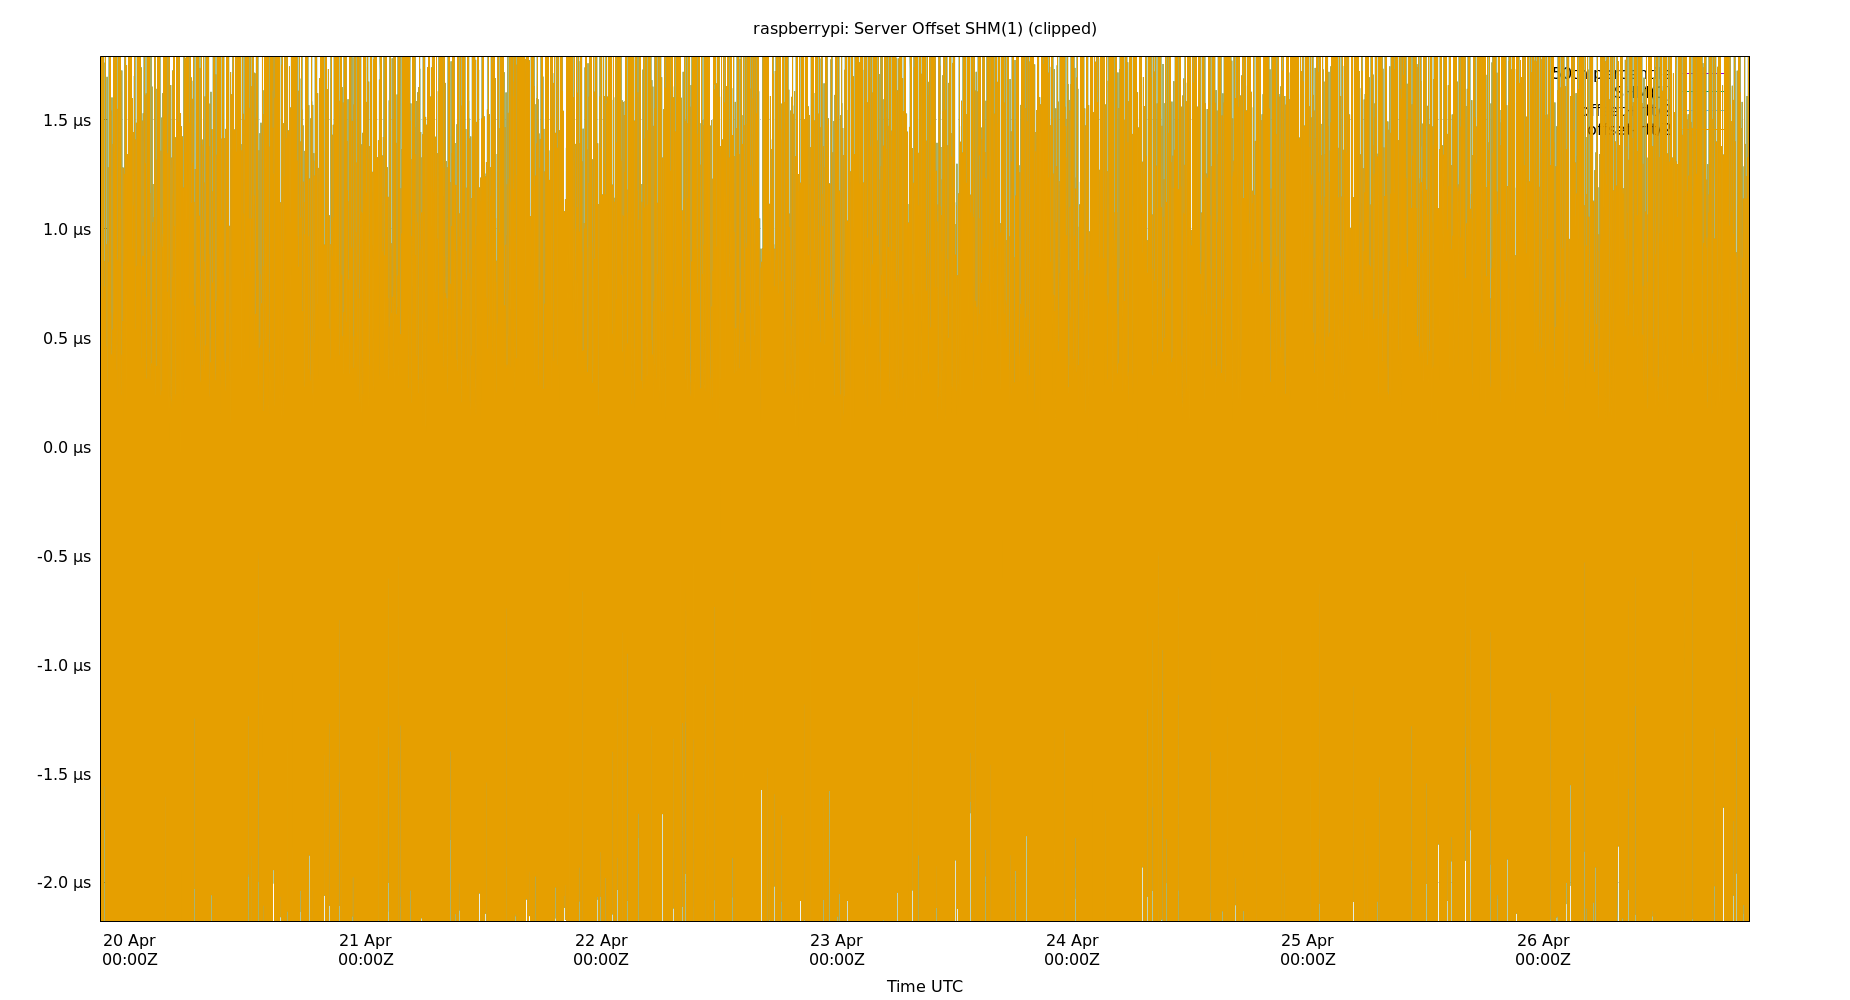 raspberrypi: Server Offset SHM(1) (clipped)
1.5 µs
1.0 µs
0.5 µs
0.0 µs
-0.5 µs
-1.0 µs
-1.5 µs
-2.0 µs
20 Apr 21 Apr 22 Apr 23 Apr 24 Apr 25 Apr 26 Apr
00:00Z 00:00Z 00:00Z 00:00Z 00:00Z 00:00Z 00:00Z
Time UTC